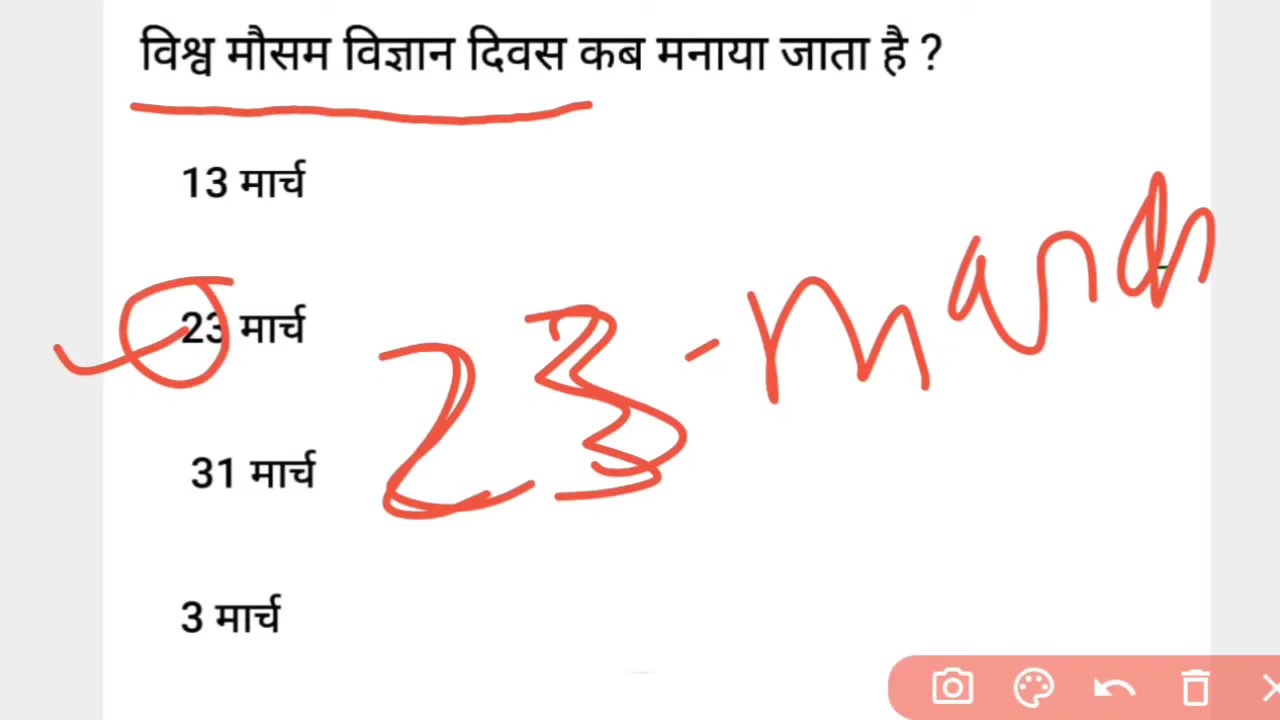 विश्व मौसम विज्ञान दिवस कब मनाया जाता है ?
13 मार्च
23 मार्च
23-march
31 मार्च
3 मार्च